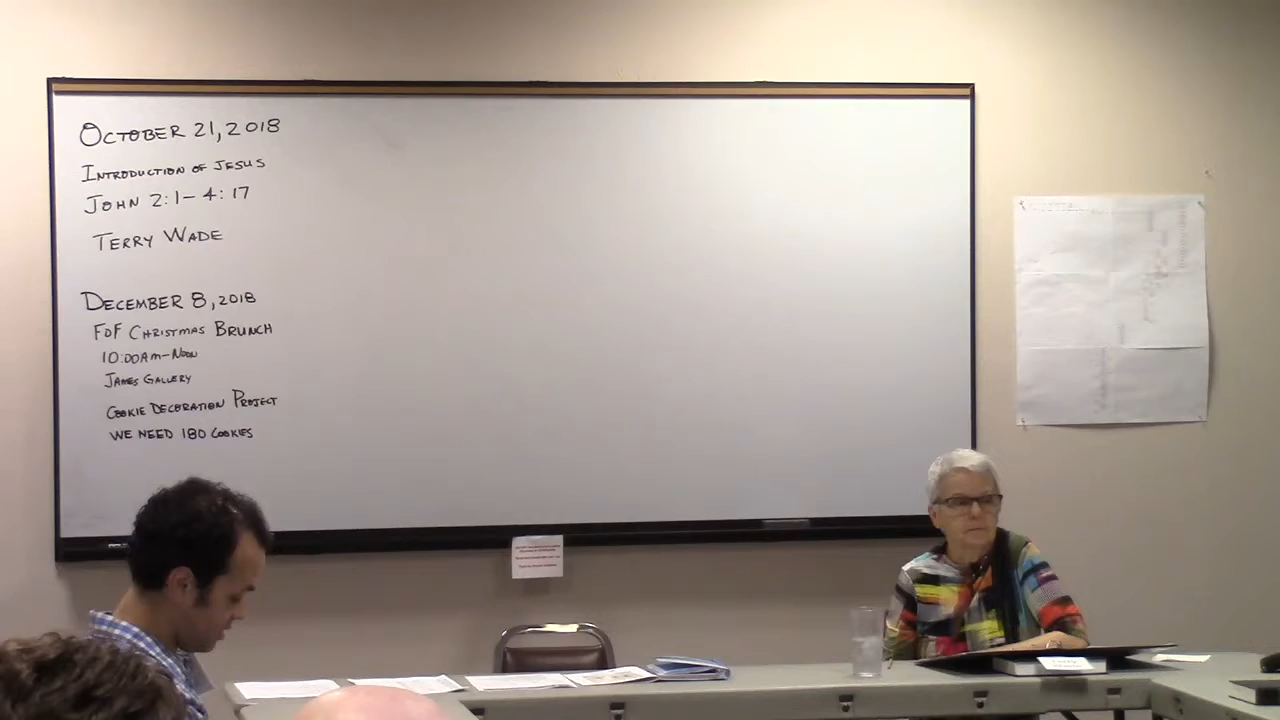 OCTOBER 21, 2018
INTRODUCTION OF JESUS
JOHN 2:1-4:17
TERRY WADE
DECEMBER 8, 2018
FOF CHRISTMAS BRUNCH
10:00AM-NOON
JAMES GALLERY
COOKIE DECORATION PROJECT
WE NEED 180 COOKIES